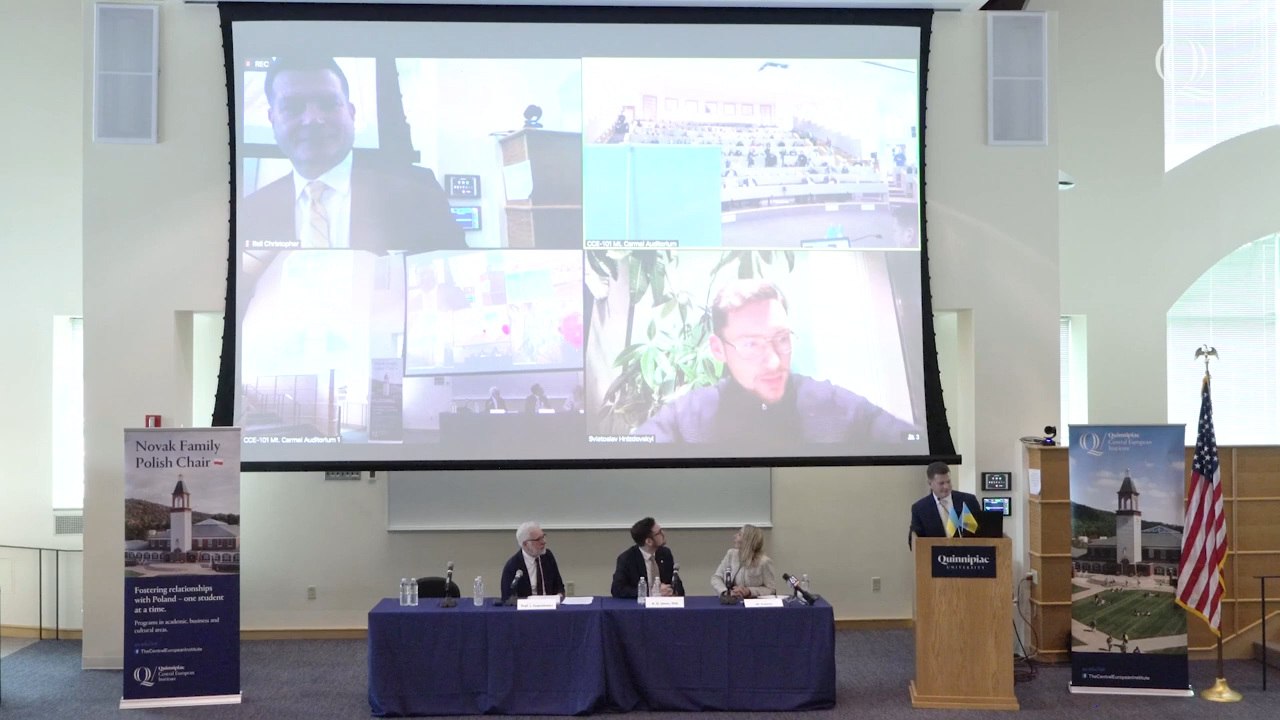 REC
Ball Christopher
CCE-101 Mt. Carmel Auditorium
CCE-101 Mt. Carmel Auditorium 1
Sviatoslav Hnizdovskyi
3
Novak Family
Polish Chair
Fostering relationships
with Poland – one student
at a time.
Programs in academic, business and
cultural areas.
TheCentralEuropeanInstitute
Quinnipiac
Central European
Institute
Quinnipiac
UNIVERSITY
Quinnipiac
Central European
Institute
TheCentralEuropeanInstitute